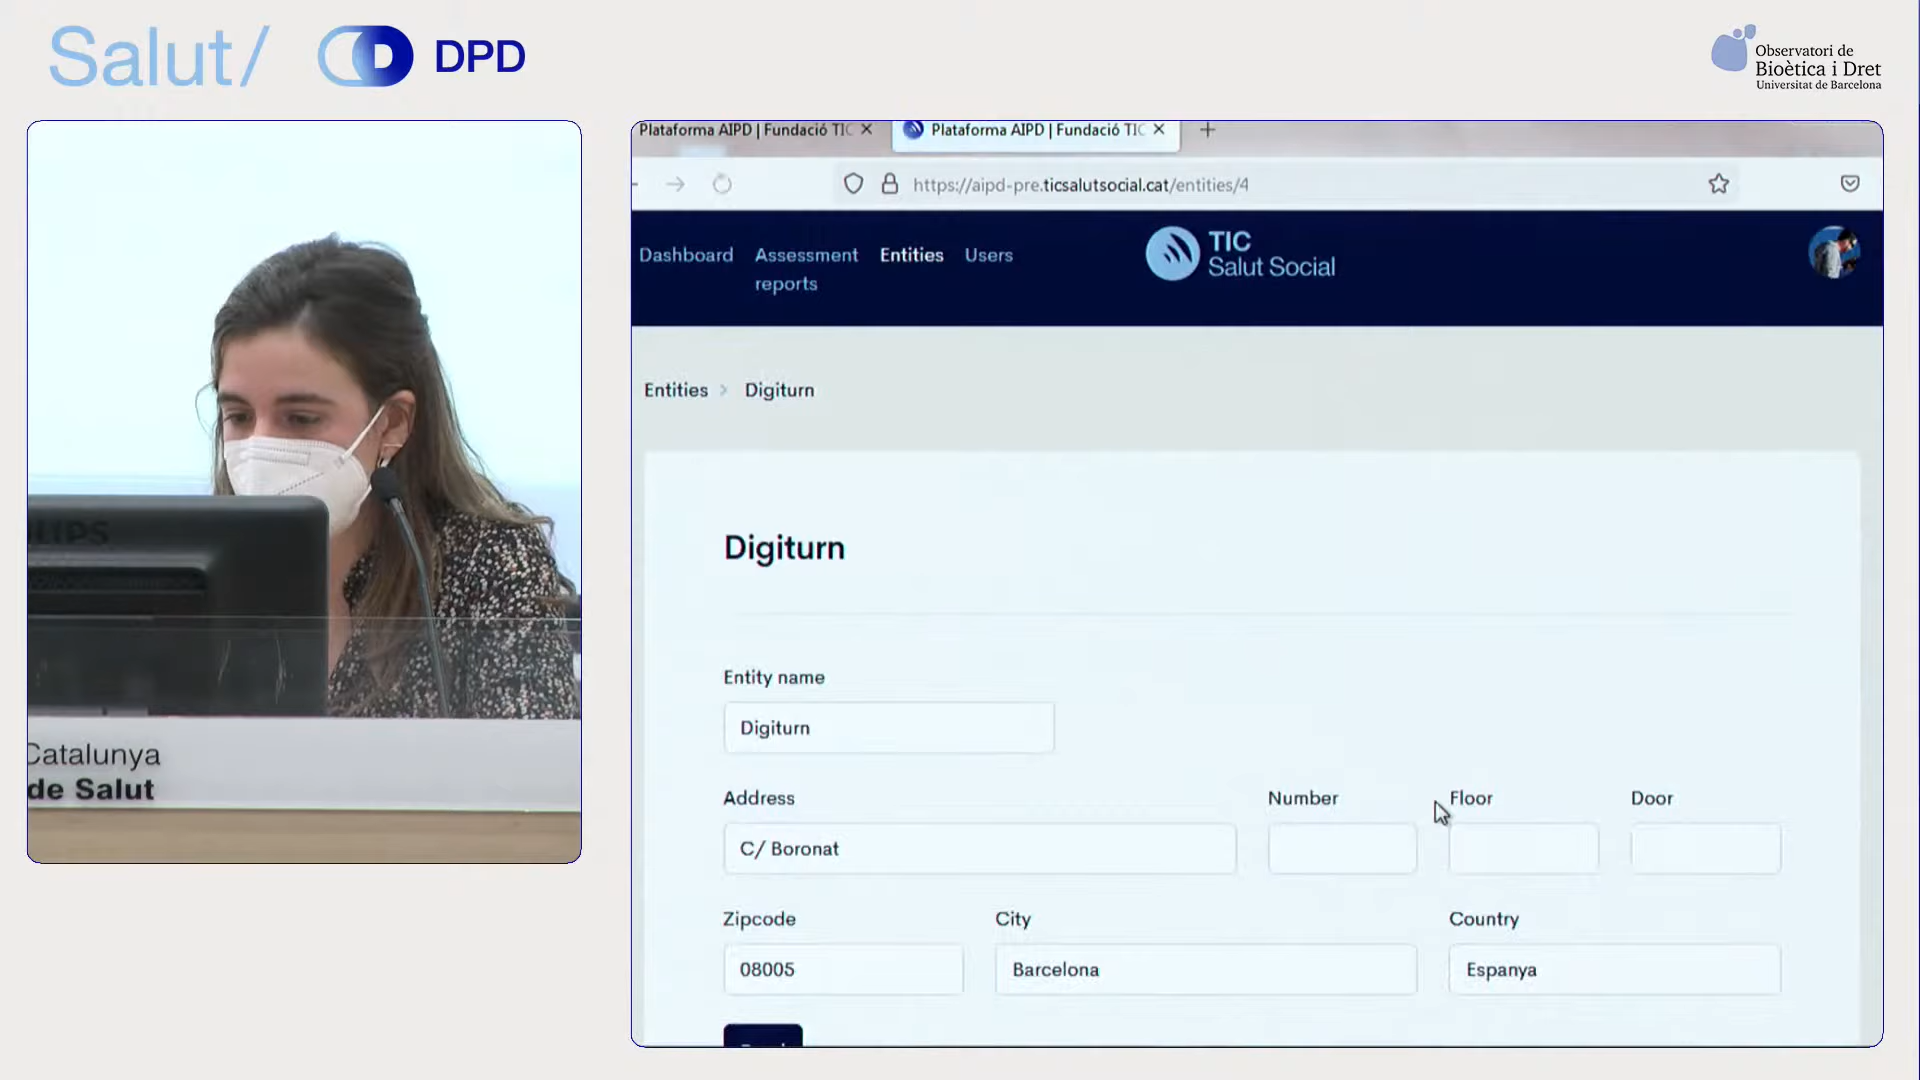 Salut/
D DPD
Observatori de
Bioètica i Dret
Universitat de Barcelona
Plataforma AIPD | Fundació TIC
Plataforma AIPD | Fundació TIC
https://aipd-pre.ticsalutsocial.cat/entities/4
Dashboard Assessment reports Entities Users
TIC
Salut Social
Entities > Digiturn
Digiturn
Entity name
Digiturn
Address Number Floor Door
C/ Boronat
Zipcode City Country
08005 Barcelona Espanya
Catalunya
de Salut